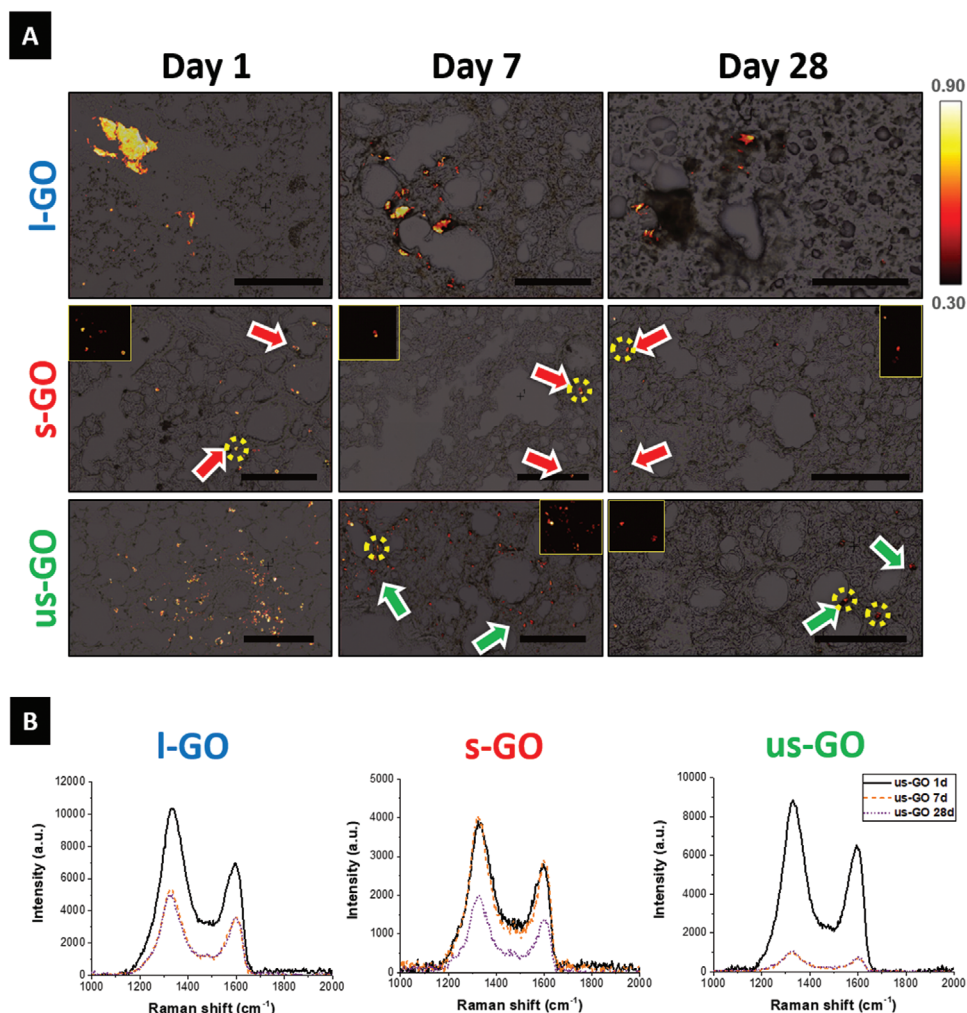 A
Day 1 Day 7 Day 28
0.90
l-GO
0.30
s-GO
us-GO
B
l-GO s-GO us-GO
12000
10000
8000
6000
4000
2000
0
Intensity (a.u.)
1000 1200 1400 1600 1800 2000
Raman shift (cm-1)
5000
4000
3000
2000
1000
0
Intensity (a.u.)
1000 1200 1400 1600 1800 2000
Raman shift (cm-1)
10000
8000
6000
4000
2000
0
Intensity (a.u.)
us-GO 1d
us-GO 7d
us-GO 28d
1000 1200 1400 1600 1800 2000
Raman shift (cm-1)